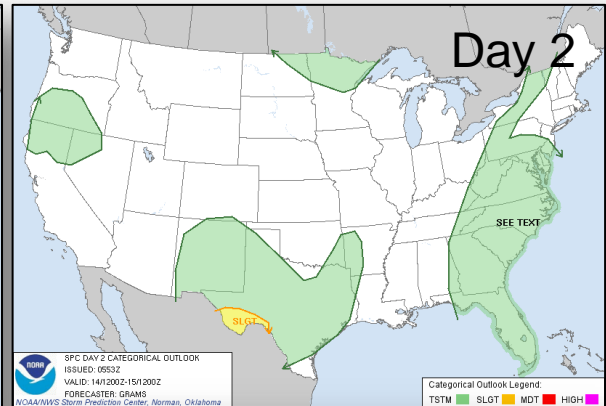 Day 2
SEE TEXT
SLGT
NOAA
SPC DAY 2 CATEGORICAL OUTLOOK
ISSUED: 0553Z
VALID: 14/1200Z-15/1200Z
FORECASTER: GRAMS
NOAA/NWS Storm Prediction Center, Norman, Oklahoma
Categorical Outlook Legend:
TSTM SLGT MDT HIGH